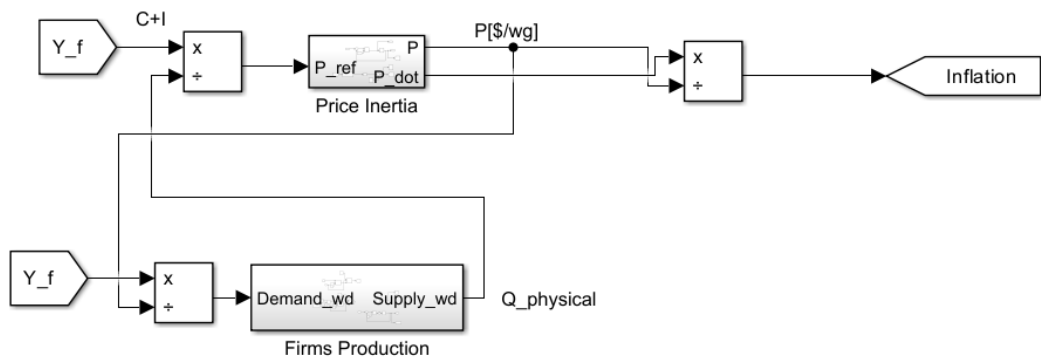 C+I
Y_f
x
÷
P_ref
P
P_dot
Price Inertia
P[$/wg]
x
÷
Inflation
Y_f
x
÷
Demand_wd
Supply_wd
Q_physical
Firms Production